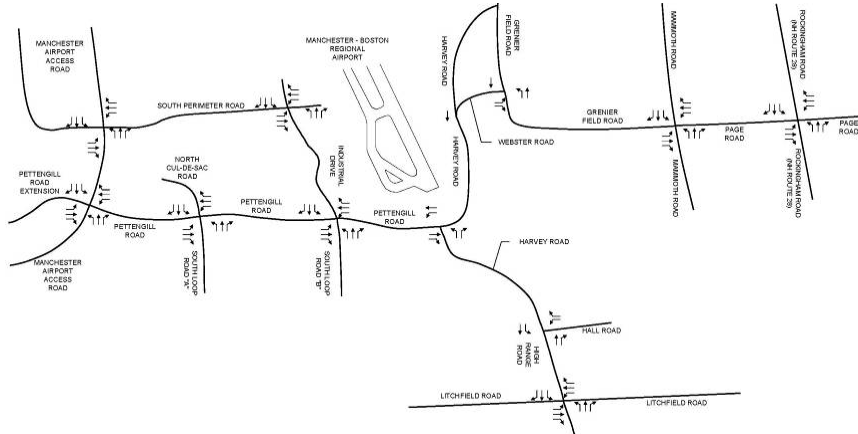 MANCHESTER
AIRPORT
ACCESS
ROAD
MANCHESTER - BOSTON
REGIONAL
AIRPORT
HARVEY ROAD
GRENIER
FIELD ROAD
MAMMOTH ROAD
ROCKINGHAM ROAD
(NH ROUTE 28)
SOUTH PERIMETER ROAD
GRENIER
FIELD ROAD
PAGE
ROAD
PAGE
ROAD
WEBSTER ROAD
INDUSTRIAL
DRIVE
HARVEY ROAD
MAMMOTH ROAD
ROCKINGHAM ROAD
(NH ROUTE 28)
NORTH
CUL-DE-SAC
ROAD
PETTENGILL
ROAD
EXTENSION
PETTENGILL
ROAD
PETTENGILL
ROAD
PETTENGILL
ROAD
SOUTH LOOP
ROAD "A"
SOUTH LOOP
ROAD "B"
HARVEY ROAD
MANCHESTER
AIRPORT
ACCESS
ROAD
HALL ROAD
HIGH
RANGE
ROAD
LITCHFIELD ROAD
LITCHFIELD ROAD